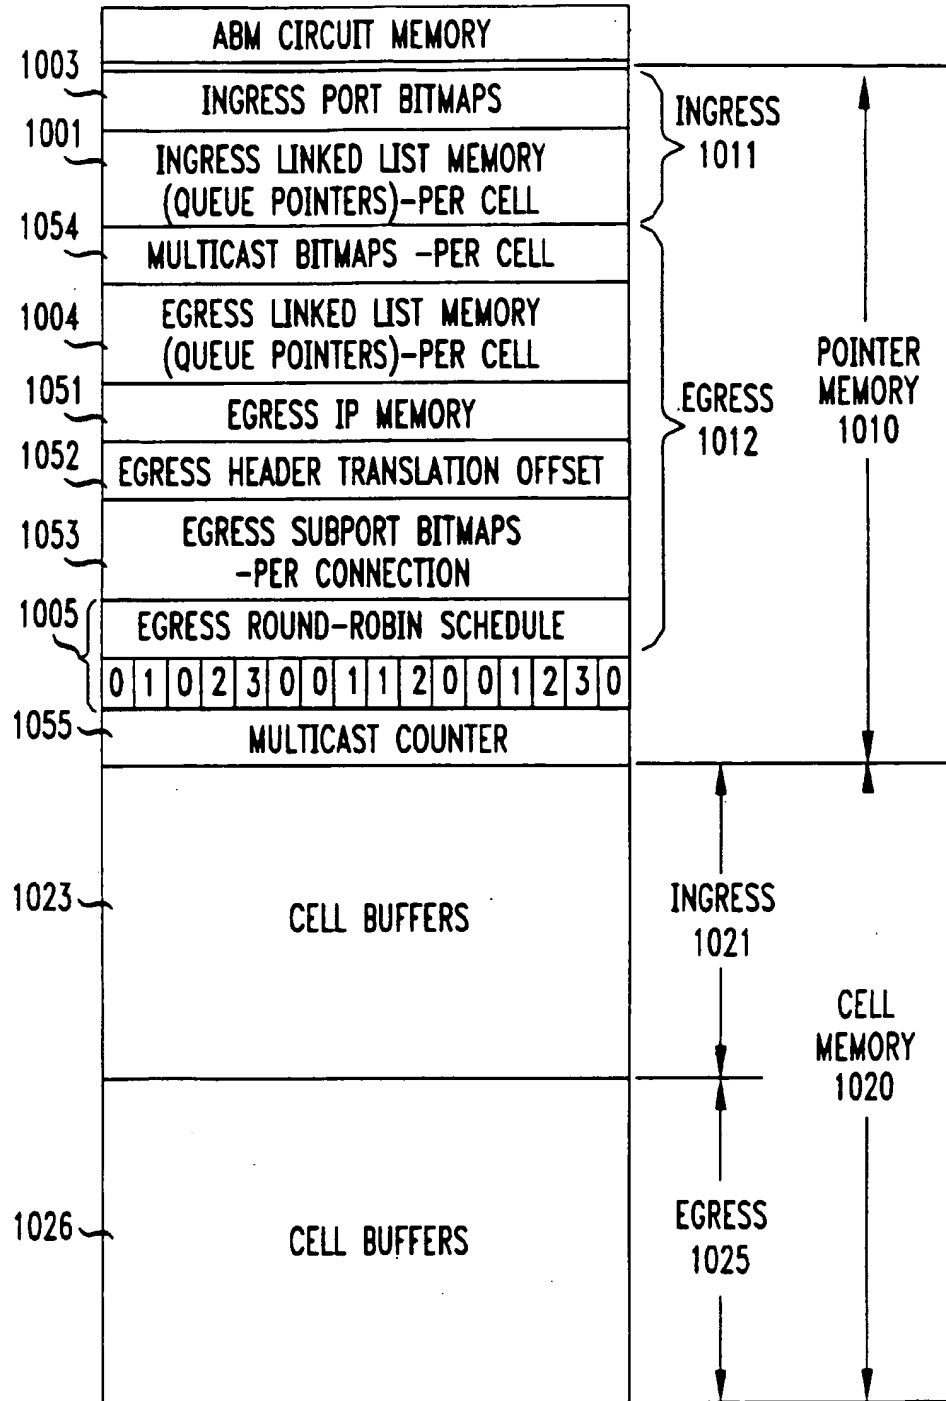 ABM CIRCUIT MEMORY
1003
INGRESS PORT BITMAPS
1001
INGRESS LINKED LIST MEMORY
(QUEUE POINTERS)-PER CELL
INGRESS
1011
1054
MULTICAST BITMAPS -PER CELL
1004
EGRESS LINKED LIST MEMORY
(QUEUE POINTERS)-PER CELL
POINTER
MEMORY
1010
1051
EGRESS IP MEMORY
EGRESS
1012
1052
EGRESS HEADER TRANSLATION OFFSET
1053
EGRESS SUBPORT BITMAPS
-PER CONNECTION
1005
EGRESS ROUND-ROBIN SCHEDULE
0 1 0 2 3 0 0 1 1 2 0 0 1 2 3 0
1055
MULTICAST COUNTER
1023
CELL BUFFERS
INGRESS
1021
CELL
MEMORY
1020
1026
CELL BUFFERS
EGRESS
1025